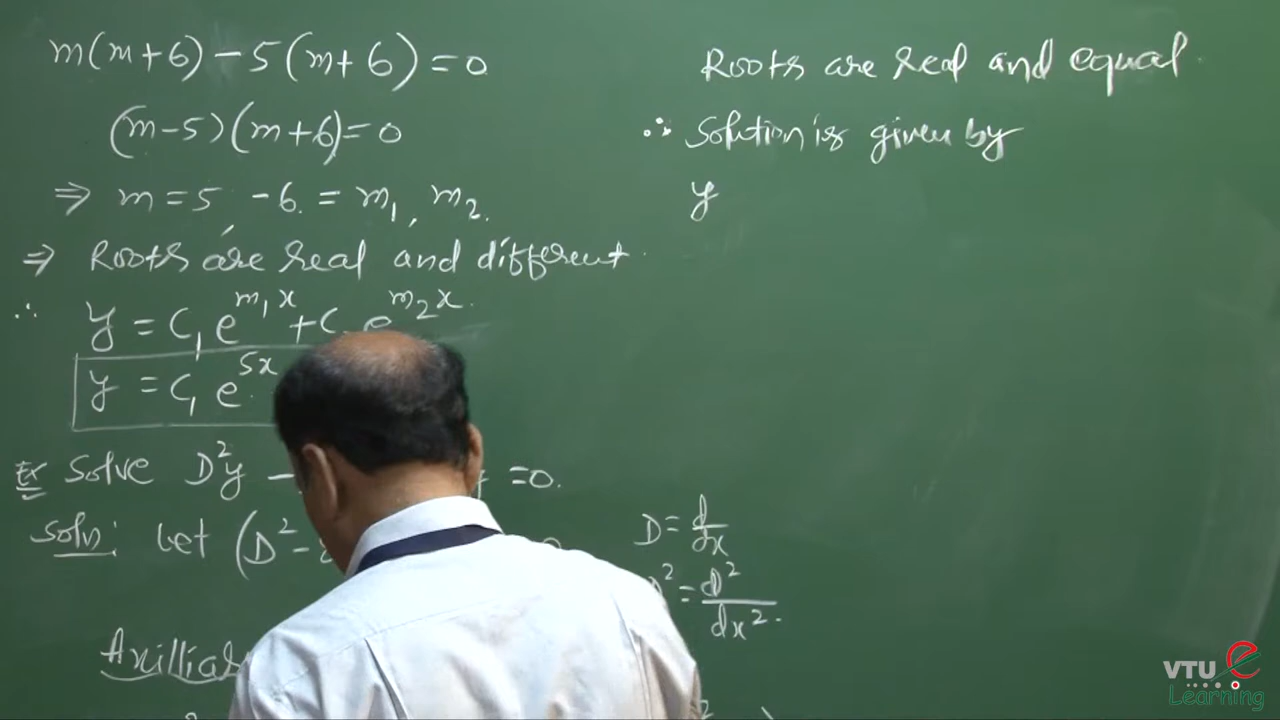 m(m+6) - 5(m+6) = 0
(m-5)(m+6) = 0
⇒ m = 5, -6. = m₁, m₂.
⇒ Roots are real and different.
∴ y = C₁ e^{m₁x} + C e^{m₂x}.
y = C₁ e^{5x}
Ex Solve D²y - y = 0.
Soln: Let (D² -
D = d/dx
D² = d²/dx².
Axilliar
Roots are real and equal.
∴ Solution is given by
y
VTU e
Learning